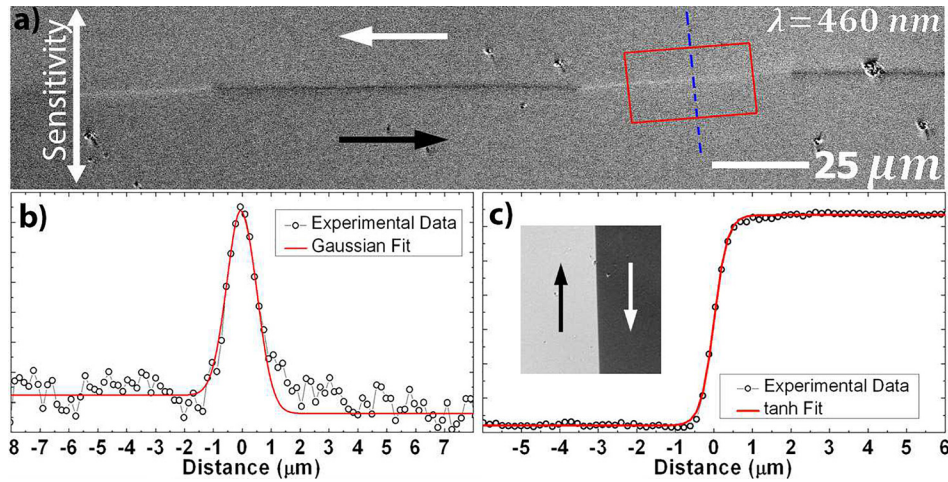 a)
λ = 460 nm
Sensitivity
25 μm
b)
Experimental Data
Gaussian Fit
8 -7 -6 -5 -4 -3 -2 -1 0 1 2 3 4 5 6 7
Distance (μm)
c)
Experimental Data
tanh Fit
-5 -4 -3 -2 -1 0 1 2 3 4 5 6
Distance (μm)